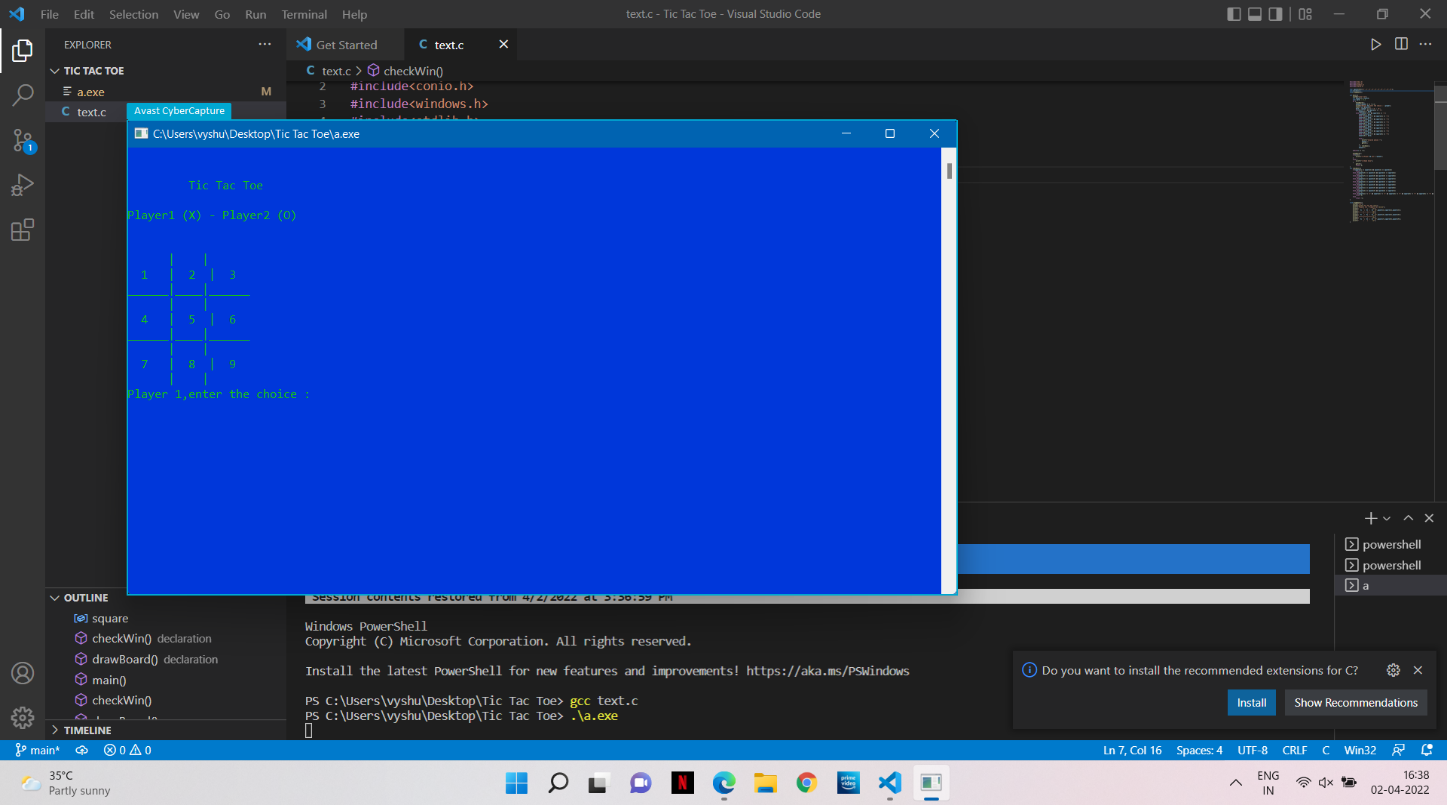 File Edit Selection View Go Run Terminal Help
text.c - Tic Tac Toe - Visual Studio Code
EXPLORER
Get Started
C text.c
TIC TAC TOE
a.exe M
C text.c
C text.c > checkWin()
2 #include<conio.h>
3 #include<windows.h>
Avast CyberCapture
C:\Users\vyshu\Desktop\Tic Tac Toe\a.exe
Tic Tac Toe
Player1 (X) - Player2 (O)
1 | 2 | 3
4 | 5 | 6
7 | 8 | 9
Player 1,enter the choice :
1
powershell
powershell
a
OUTLINE
square
checkWin() declaration
drawBoard() declaration
main()
checkWin()
TIMELINE
Session contents restored from 4/2/2022 at 3:36:59 PM
Windows PowerShell
Copyright (C) Microsoft Corporation. All rights reserved.
Install the latest PowerShell for new features and improvements! https://aka.ms/PSWindows
PS C:\Users\vyshu\Desktop\Tic Tac Toe> gcc text.c
PS C:\Users\vyshu\Desktop\Tic Tac Toe> .\a.exe
Do you want to install the recommended extensions for C?
Install
Show Recommendations
main* 0 0
Ln 7, Col 16 Spaces: 4 UTF-8 CRLF C Win32
35°C
Partly sunny
N
prime video
ENG
IN
16:38
02-04-2022